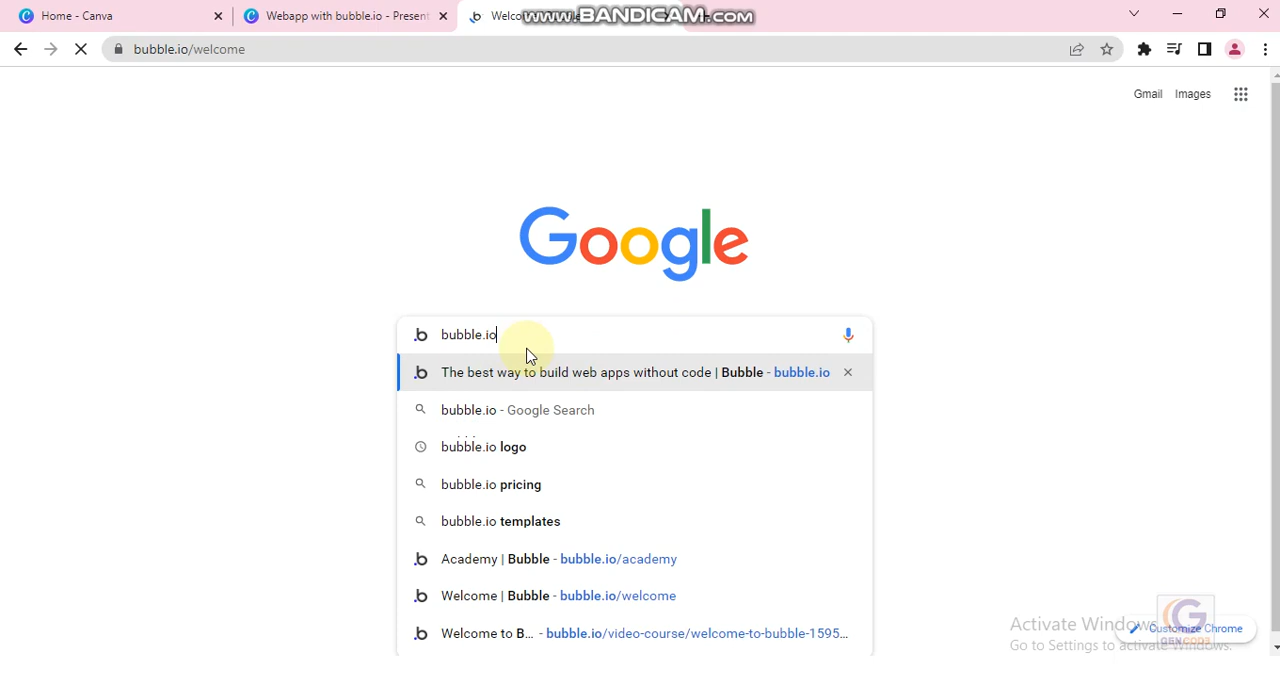 Home - Canva
Webapp with bubble.io - Present
Welco
WWW.BANDICAM.COM
bubble.io/welcome
Gmail Images
Google
bubble.io
The best way to build web apps without code | Bubble - bubble.io
bubble.io - Google Search
bubble.io logo
bubble.io pricing
bubble.io templates
Academy | Bubble - bubble.io/academy
Welcome | Bubble - bubble.io/welcome
Welcome to B... - bubble.io/video-course/welcome-to-bubble-1595...
Activate Windows
Customize Chrome
Go to Settings to activate Windows.
GENCODE